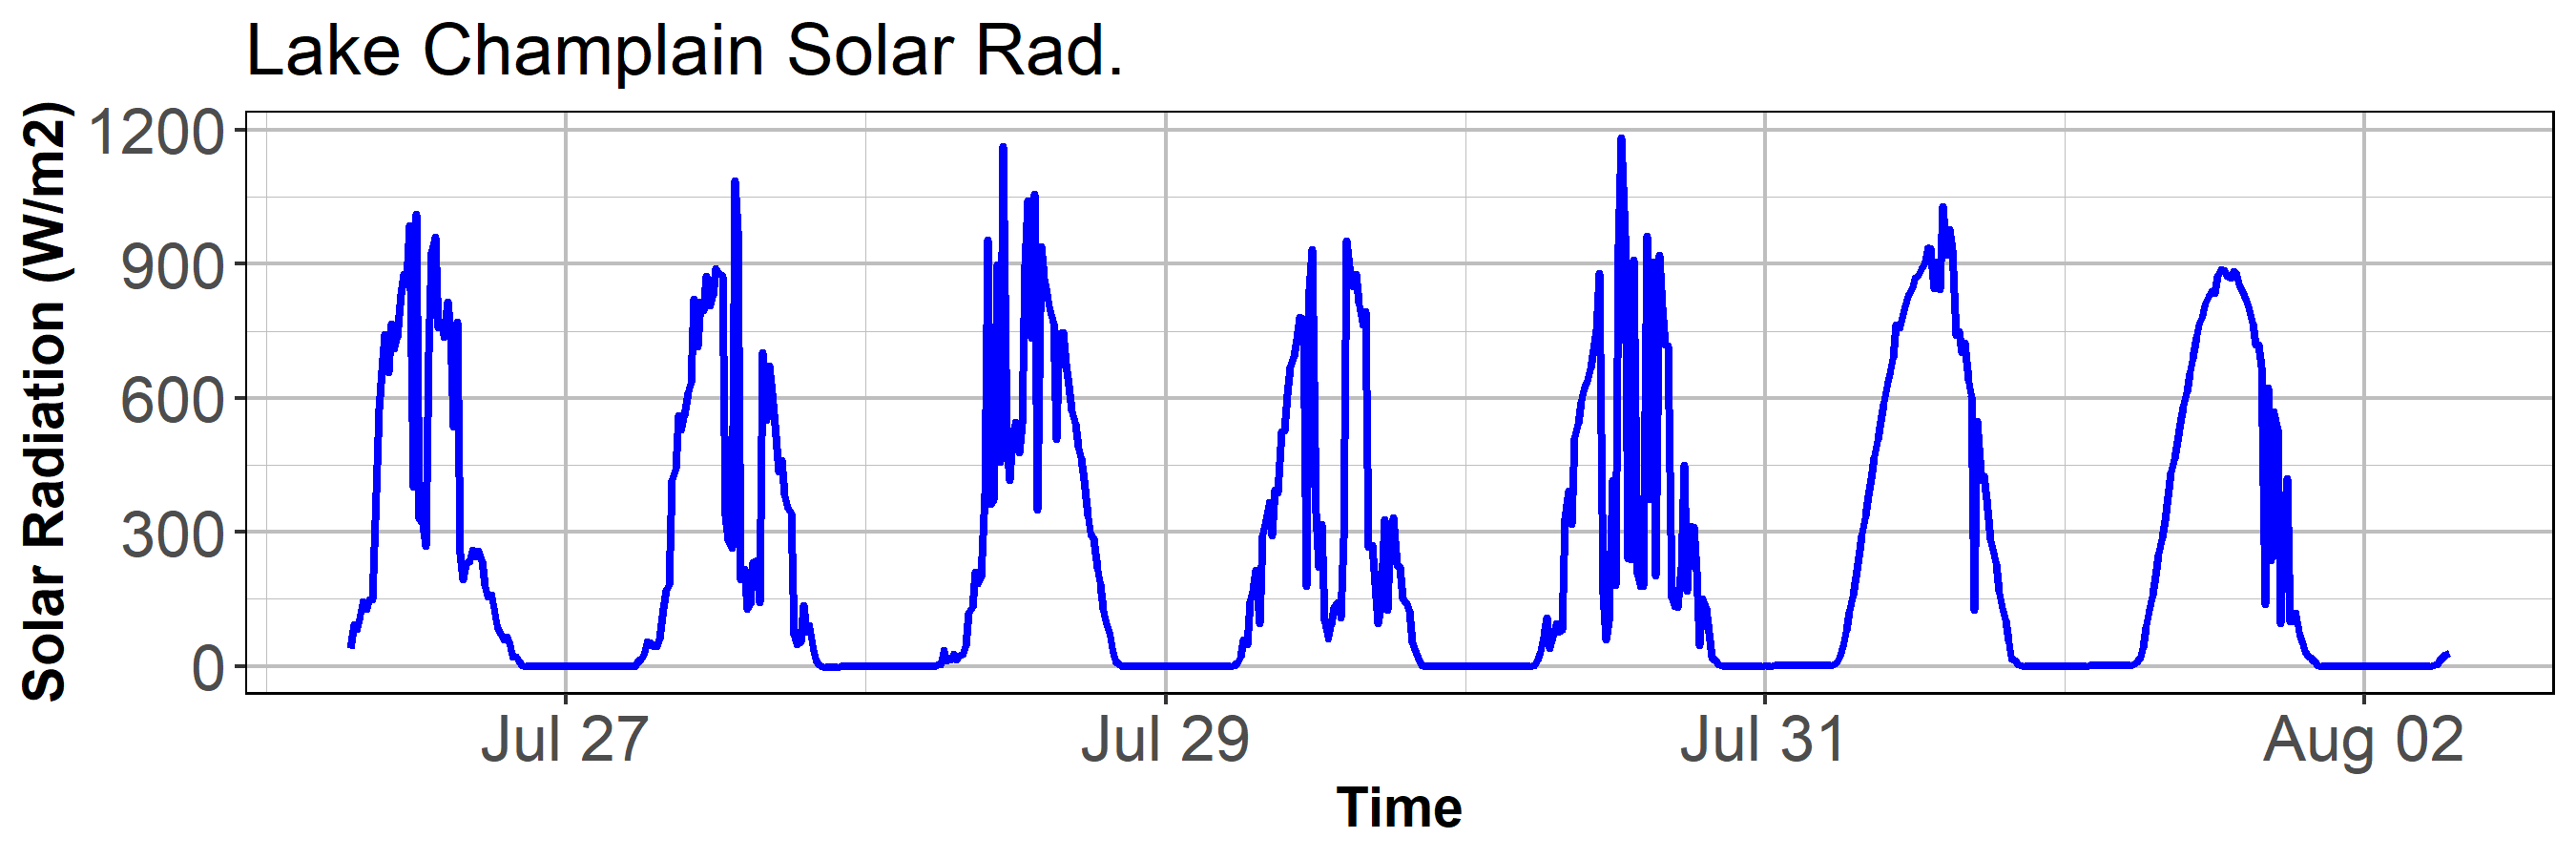 Lake Champlain Solar Rad.
Solar Radiation (W/m2)
1200
900
600
300
0
Jul 27 Jul 29 Jul 31 Aug 02
Time